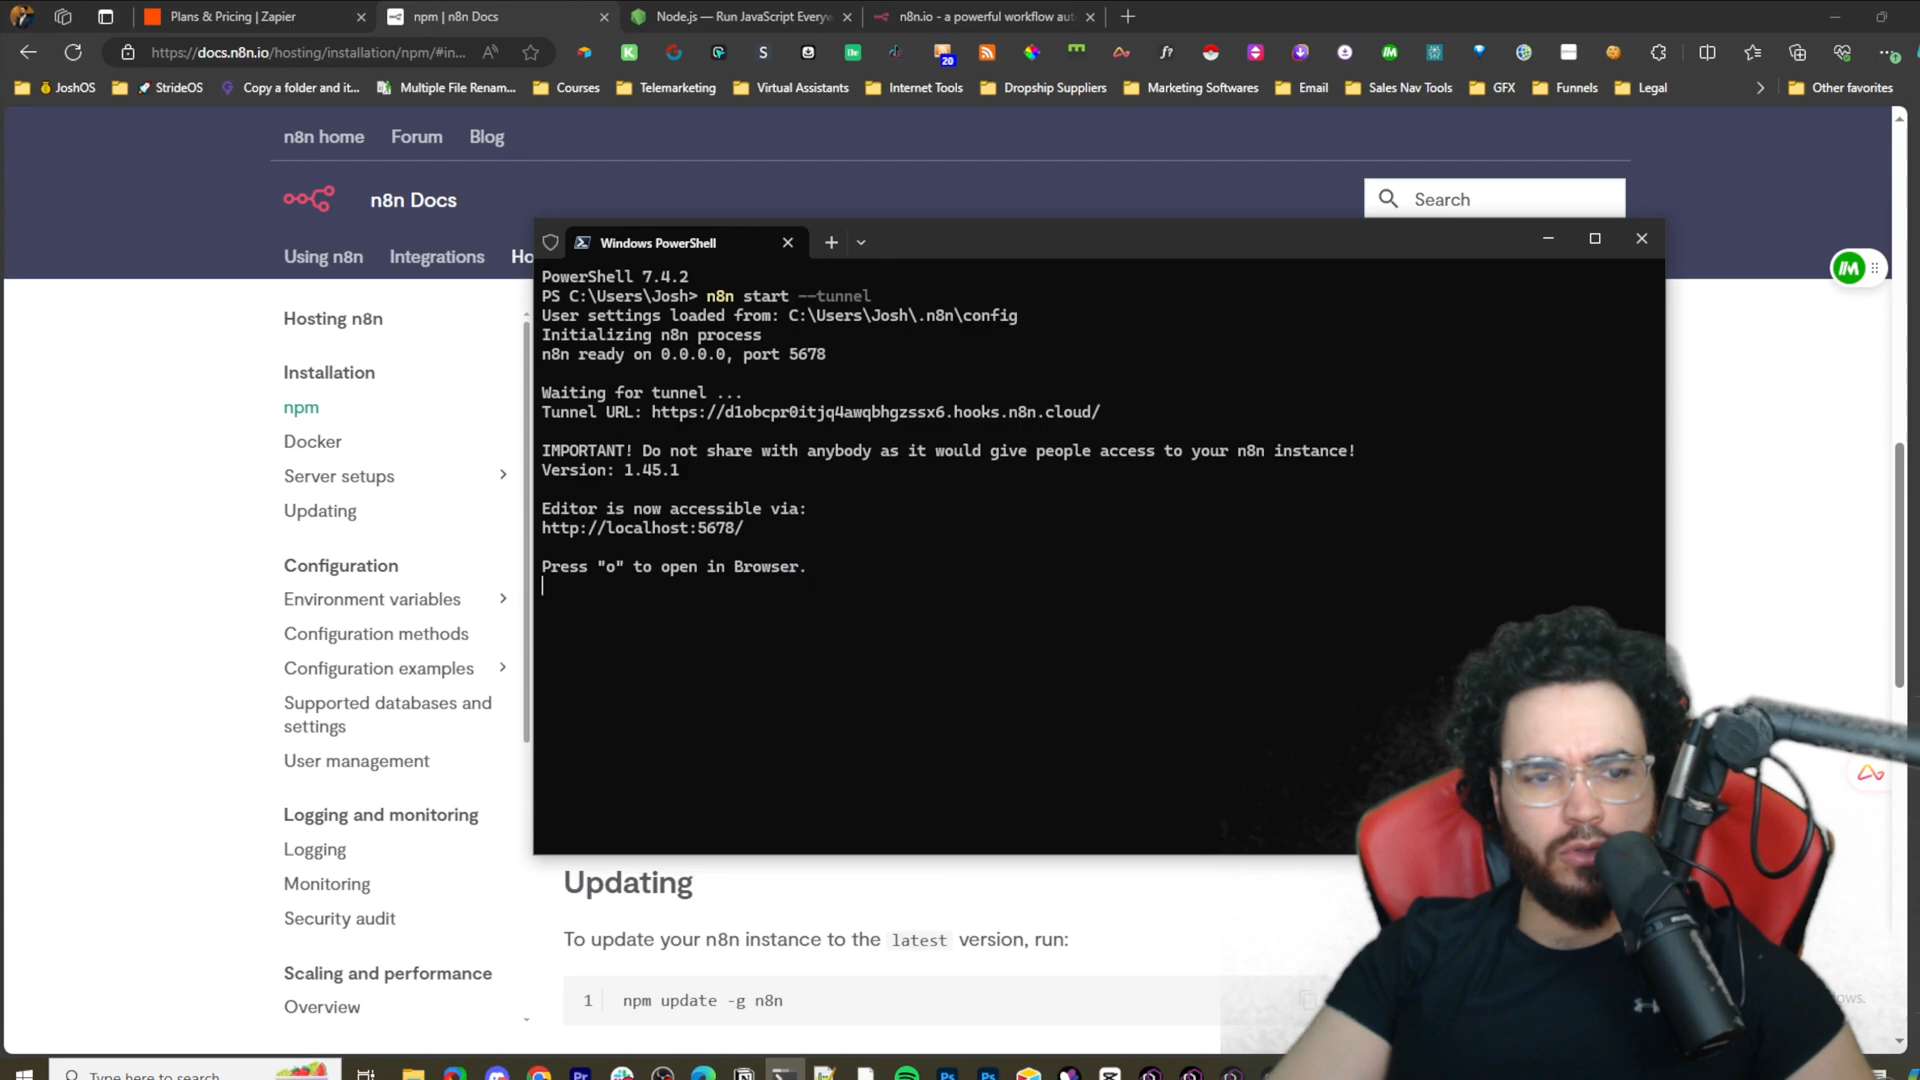 Plans & Pricing | Zapier
npm | n8n Docs
Node.js — Run JavaScript Everyw
n8n.io - a powerful workflow aut
https://docs.n8n.io/hosting/installation/npm/#in...
20
JoshOS
StrideOS
Copy a folder and it...
Multiple File Renam...
Courses
Telemarketing
Virtual Assistants
Internet Tools
Dropship Suppliers
Marketing Softwares
Email
Sales Nav Tools
GFX
Funnels
Legal
Other favorites
n8n home
Forum
Blog
n8n Docs
Search
Using n8n
Integrations
Ho
Windows PowerShell
PowerShell 7.4.2
PS C:\Users\Josh> n8n start --tunnel
User settings loaded from: C:\Users\Josh\.n8n\config
Initializing n8n process
n8n ready on 0.0.0.0, port 5678
Waiting for tunnel ...
Tunnel URL: https://d1obcpr0itjq4awqbhgzssx6.hooks.n8n.cloud/
IMPORTANT! Do not share with anybody as it would give people access to your n8n instance!
Version: 1.45.1
Editor is now accessible via:
http://localhost:5678/
Press "o" to open in Browser.
Hosting n8n
Installation
npm
Docker
Server setups
Updating
Configuration
Environment variables
Configuration methods
Configuration examples
Supported databases and
settings
User management
Logging and monitoring
Logging
Monitoring
Security audit
Scaling and performance
Overview
Updating
To update your n8n instance to the latest version, run:
1 npm update -g n8n
Type here to search